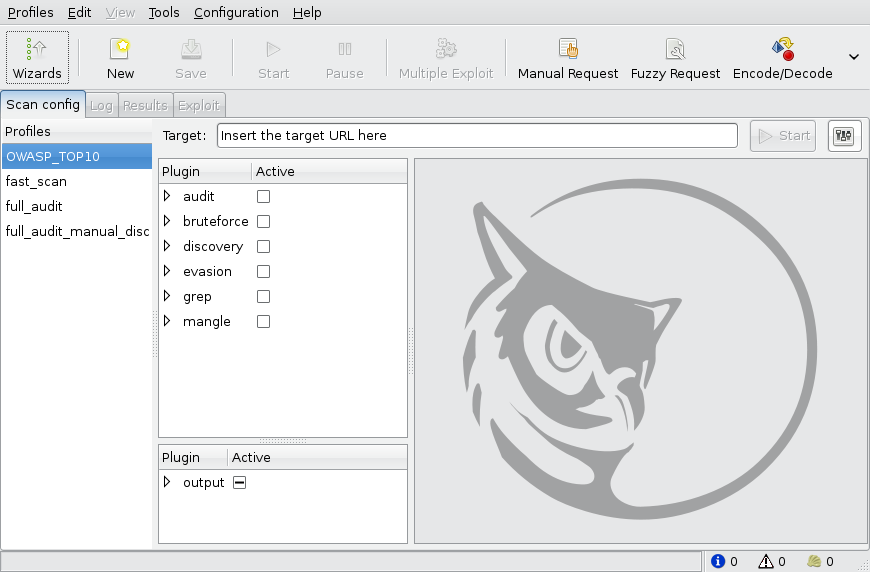 Profiles Edit View Tools Configuration Help
Wizards New Save Start Pause Multiple Exploit Manual Request Fuzzy Request Encode/Decode
Scan config Log Results Exploit
Profiles
OWASP_TOP10
fast_scan
full_audit
full_audit_manual_disc
Target: Insert the target URL here Start
Plugin Active
audit
bruteforce
discovery
evasion
grep
mangle
Plugin Active
output
0 0 0